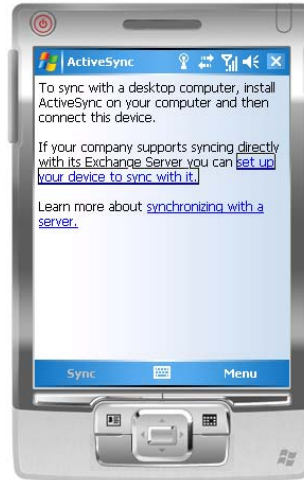 ActiveSync
To sync with a desktop computer, install
ActiveSync on your computer and then
connect this device.
If your company supports syncing directly
with its Exchange Server you can set up
your device to sync with it.
Learn more about synchronizing with a
server.
Sync Menu